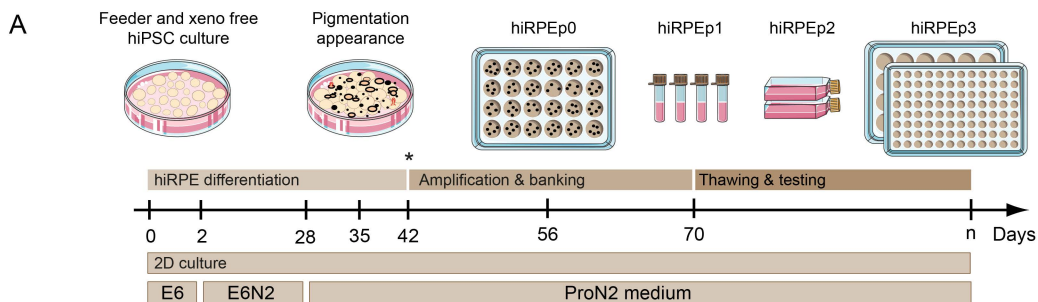 A
Feeder and xeno free
hiPSC culture
Pigmentation
appearance
hiRPEp0
hiRPEp1
hiRPEp2
hiRPEp3
*
hiRPE differentiation
Amplification & banking
Thawing & testing
0
2
28
35
42
56
70
n
Days
2D culture
E6
E6N2
ProN2 medium